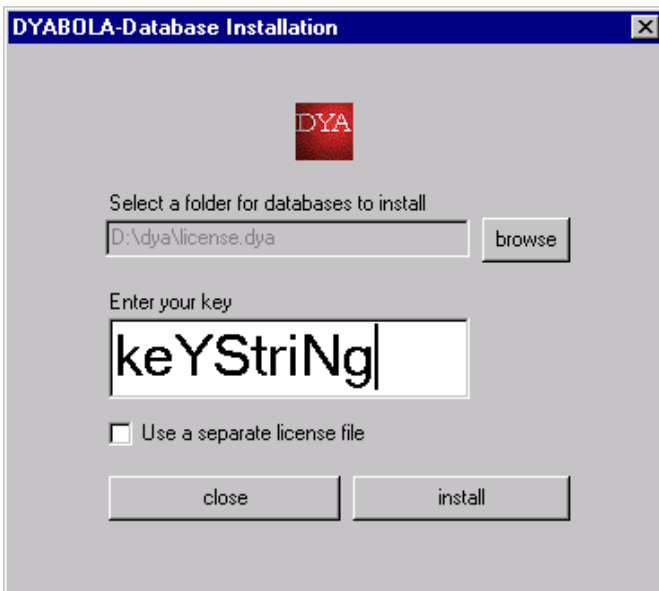 DYABOLA-Database Installation
DYA
Select a folder for databases to install
D:\dya\license.dya
browse
Enter your key
keYStriNg
Use a separate license file
close install